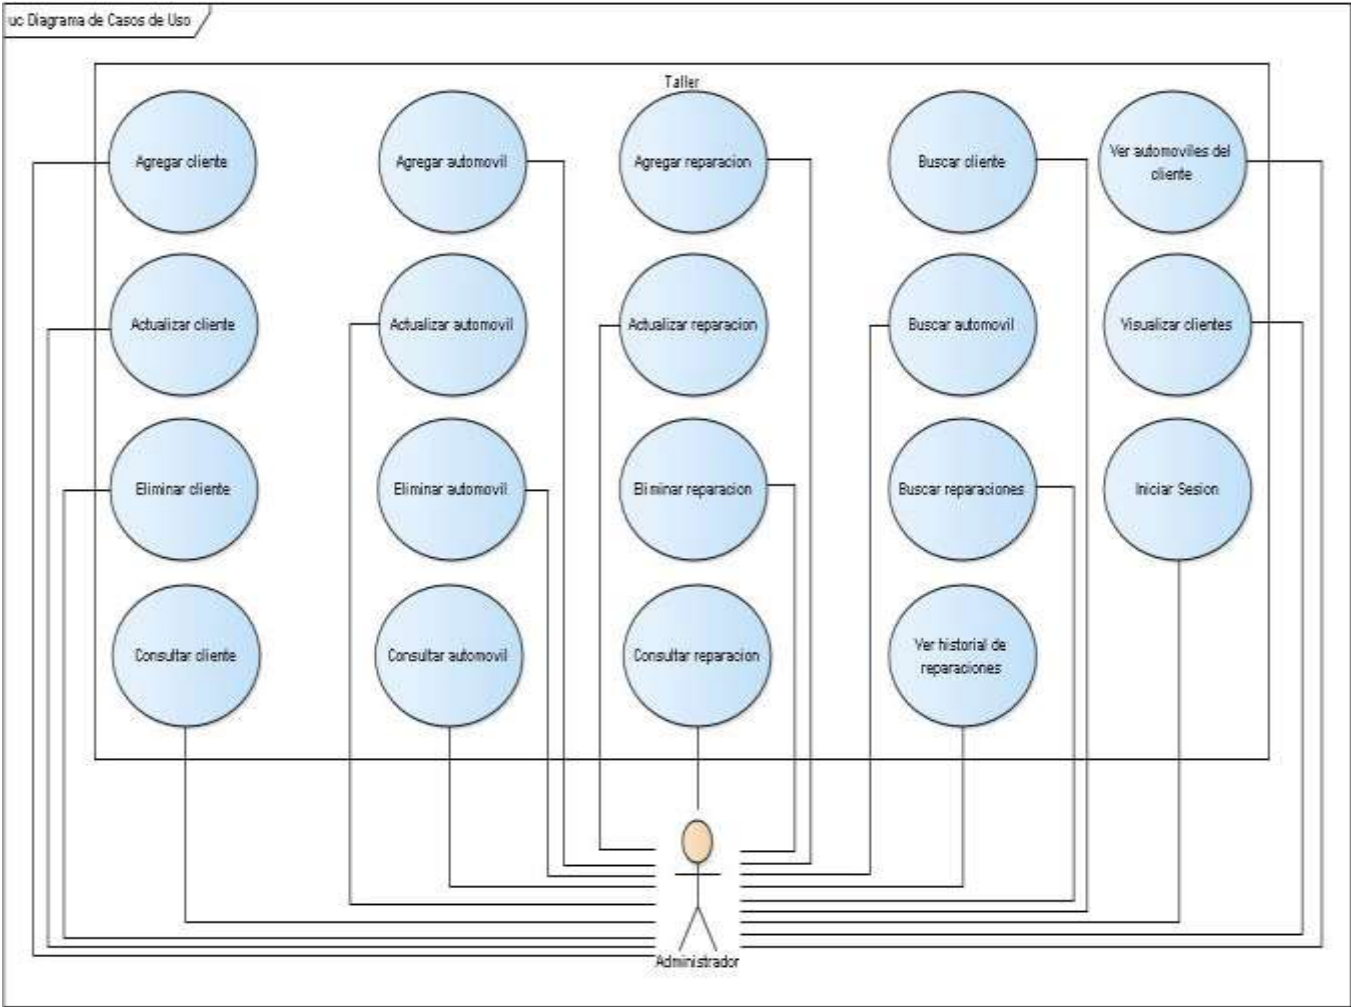 uc Diagrama de Casos de Uso
Taller
Agregar cliente
Agregar automovil
Agregar reparacion
Buscar cliente
Ver automoviles del
cliente
Actualizar cliente
Actualizar automovil
Actualizar reparacion
Buscar automovil
Visualizar clientes
Eliminar cliente
Eliminar automovil
Eliminar reparacion
Buscar reparaciones
Iniciar Sesion
Consultar cliente
Consultar automovil
Consultar reparacion
Ver historial de
reparaciones
Administrador